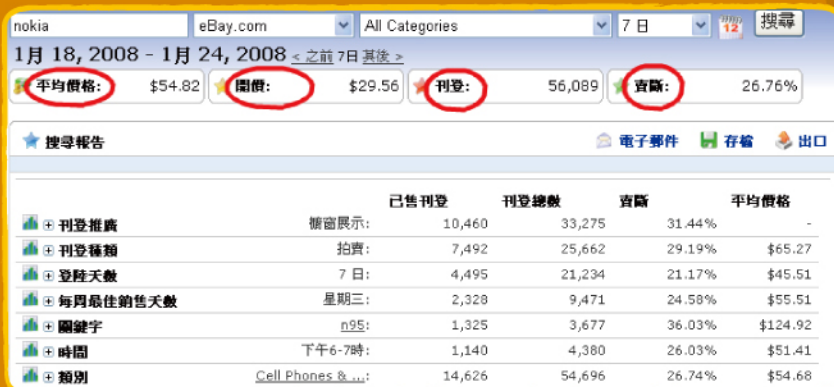 nokia eBay.com All Categories 7 日 12 搜尋
1月 18, 2008 - 1月 24, 2008 < 之前 7日 其後 >
平均價格: $54.82 開價: $29.56 刊登: 56,089 賣斷: 26.76%
搜尋報告 電子郵件 存檔 出口
已售刊登 刊登總數 賣斷 平均價格
刊登推廣 櫥窗展示: 10,460 33,275 31.44% -
刊登種類 拍賣: 7,492 25,662 29.19% $65.27
登陸天數 7 日: 4,495 21,234 21.17% $45.51
每周最佳銷售天數 星期三: 2,328 9,471 24.58% $55.51
關鍵字 n95: 1,325 3,677 36.03% $124.92
時間 下午6-7時: 1,140 4,380 26.03% $51.41
類別 Cell Phones & ...: 14,626 54,696 26.74% $54.68